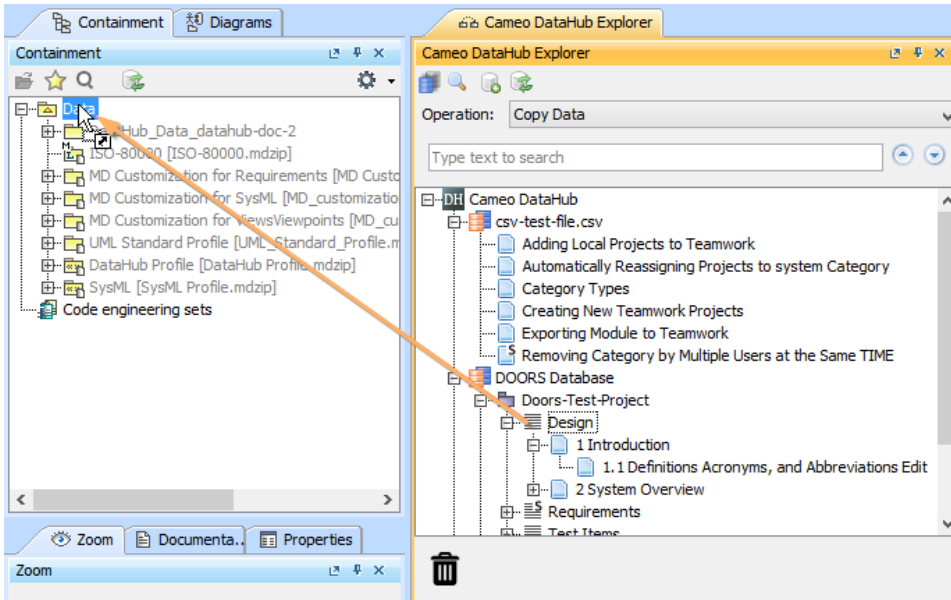 Containment
Diagrams
Containment
Data
Hub_Data_datahub-doc-2
ISO-80000 [ISO-80000.mdzip]
MD Customization for Requirements [MD Custo
MD Customization for SysML [MD_customizatio
MD Customization for ViewsViewpoints [MD_cu
UML Standard Profile [UML_Standard_Profile.m
DataHub Profile [DataHub Profile.mdzip]
SysML [SysML Profile.mdzip]
Code engineering sets
Zoom
Documenta..
Properties
Zoom
Cameo DataHub Explorer
Cameo DataHub Explorer
Operation: Copy Data
Type text to search
DH Cameo DataHub
csv-test-file.csv
Adding Local Projects to Teamwork
Automatically Reassigning Projects to system Category
Category Types
Creating New Teamwork Projects
Exporting Module to Teamwork
S Removing Category by Multiple Users at the Same TIME
DOORS Database
Doors-Test-Project
Design
1 Introduction
1.1 Definitions Acronyms, and Abbreviations Edit
2 System Overview
S Requirements
Test Items